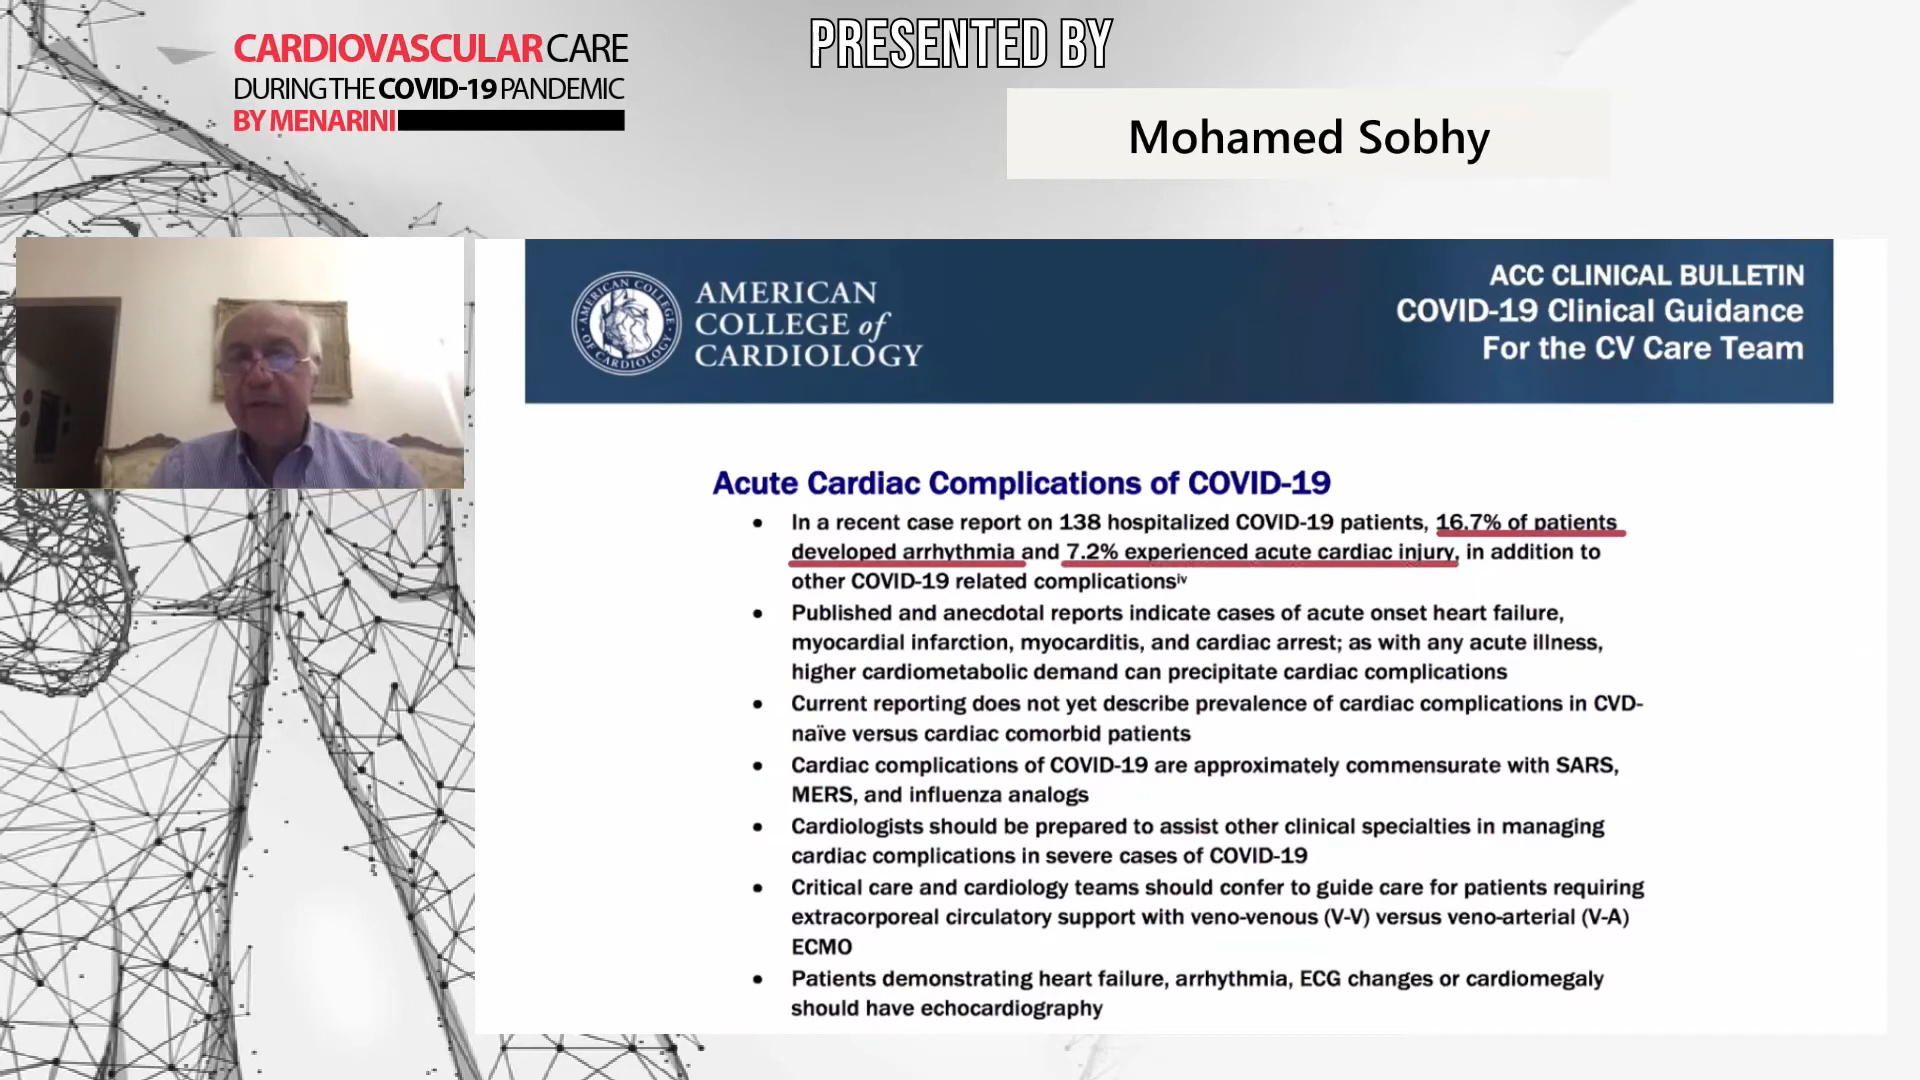 CARDIOVASCULAR CARE
DURING THE COVID-19 PANDEMIC
BY MENARINI
PRESENTED BY
Mohamed Sobhy
AMERICAN
COLLEGE of
CARDIOLOGY
AMERICAN COLLEGE OF CARDIOLOGY
ACC CLINICAL BULLETIN
COVID-19 Clinical Guidance
For the CV Care Team
Acute Cardiac Complications of COVID-19
• In a recent case report on 138 hospitalized COVID-19 patients, 16.7% of patients
developed arrhythmia and 7.2% experienced acute cardiac injury, in addition to
other COVID-19 related complicationsⁱᵛ
• Published and anecdotal reports indicate cases of acute onset heart failure,
myocardial infarction, myocarditis, and cardiac arrest; as with any acute illness,
higher cardiometabolic demand can precipitate cardiac complications
• Current reporting does not yet describe prevalence of cardiac complications in CVD-
naïve versus cardiac comorbid patients
• Cardiac complications of COVID-19 are approximately commensurate with SARS,
MERS, and influenza analogs
• Cardiologists should be prepared to assist other clinical specialties in managing
cardiac complications in severe cases of COVID-19
• Critical care and cardiology teams should confer to guide care for patients requiring
extracorporeal circulatory support with veno-venous (V-V) versus veno-arterial (V-A)
ECMO
• Patients demonstrating heart failure, arrhythmia, ECG changes or cardiomegaly
should have echocardiography